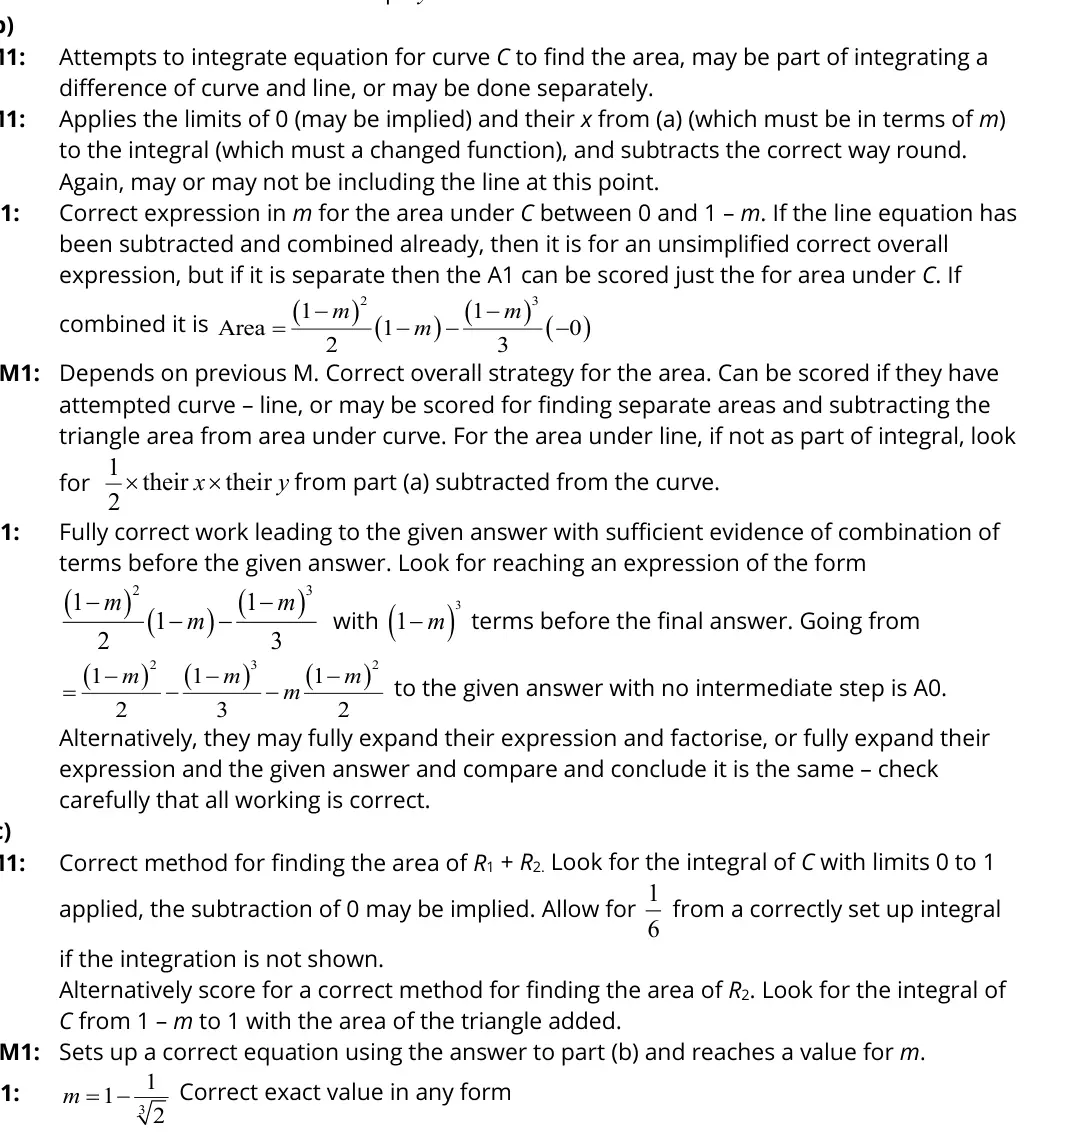 b)
M1: Attempts to integrate equation for curve C to find the area, may be part of integrating a
difference of curve and line, or may be done separately.
M1: Applies the limits of 0 (may be implied) and their x from (a) (which must be in terms of m)
to the integral (which must a changed function), and subtracts the correct way round.
Again, may or may not be including the line at this point.
1: Correct expression in m for the area under C between 0 and 1 – m. If the line equation has
been subtracted and combined already, then it is for an unsimplified correct overall
expression, but if it is separate then the A1 can be scored just the for area under C. If
combined it is Area = (1−m)²/2 (1−m) − (1−m)³/3 (−0)
M1: Depends on previous M. Correct overall strategy for the area. Can be scored if they have
attempted curve – line, or may be scored for finding separate areas and subtracting the
triangle area from area under curve. For the area under line, if not as part of integral, look
for 1/2 × their x × their y from part (a) subtracted from the curve.
1: Fully correct work leading to the given answer with sufficient evidence of combination of
terms before the given answer. Look for reaching an expression of the form
(1−m)²/2 (1−m) − (1−m)³/3 with (1−m)³ terms before the final answer. Going from
= (1−m)²/2 − (1−m)³/3 − m (1−m)²/2 to the given answer with no intermediate step is A0.
Alternatively, they may fully expand their expression and factorise, or fully expand their
expression and the given answer and compare and conclude it is the same – check
carefully that all working is correct.
c)
M1: Correct method for finding the area of R₁ + R₂. Look for the integral of C with limits 0 to 1
applied, the subtraction of 0 may be implied. Allow for 1/6 from a correctly set up integral
if the integration is not shown.
Alternatively score for a correct method for finding the area of R₂. Look for the integral of
C from 1 – m to 1 with the area of the triangle added.
M1: Sets up a correct equation using the answer to part (b) and reaches a value for m.
1: m = 1 − 1/∛2 Correct exact value in any form